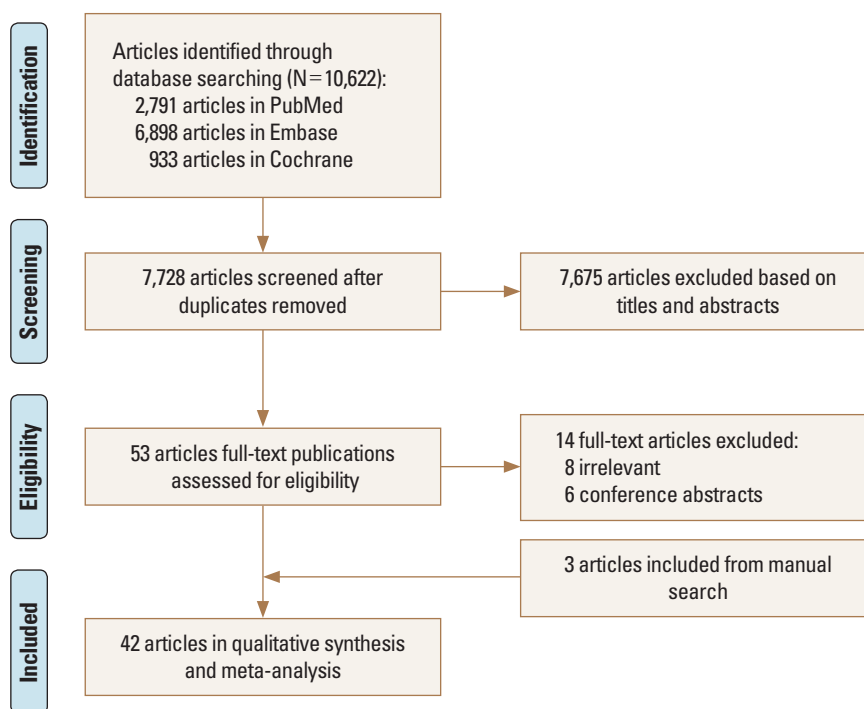 Identification
Articles identified through
database searching (N=10,622):
2,791 articles in PubMed
6,898 articles in Embase
933 articles in Cochrane
Screening
7,728 articles screened after
duplicates removed
7,675 articles excluded based on
titles and abstracts
Eligibility
53 articles full-text publications
assessed for eligibility
14 full-text articles excluded:
8 irrelevant
6 conference abstracts
3 articles included from manual
search
Included
42 articles in qualitative synthesis
and meta-analysis